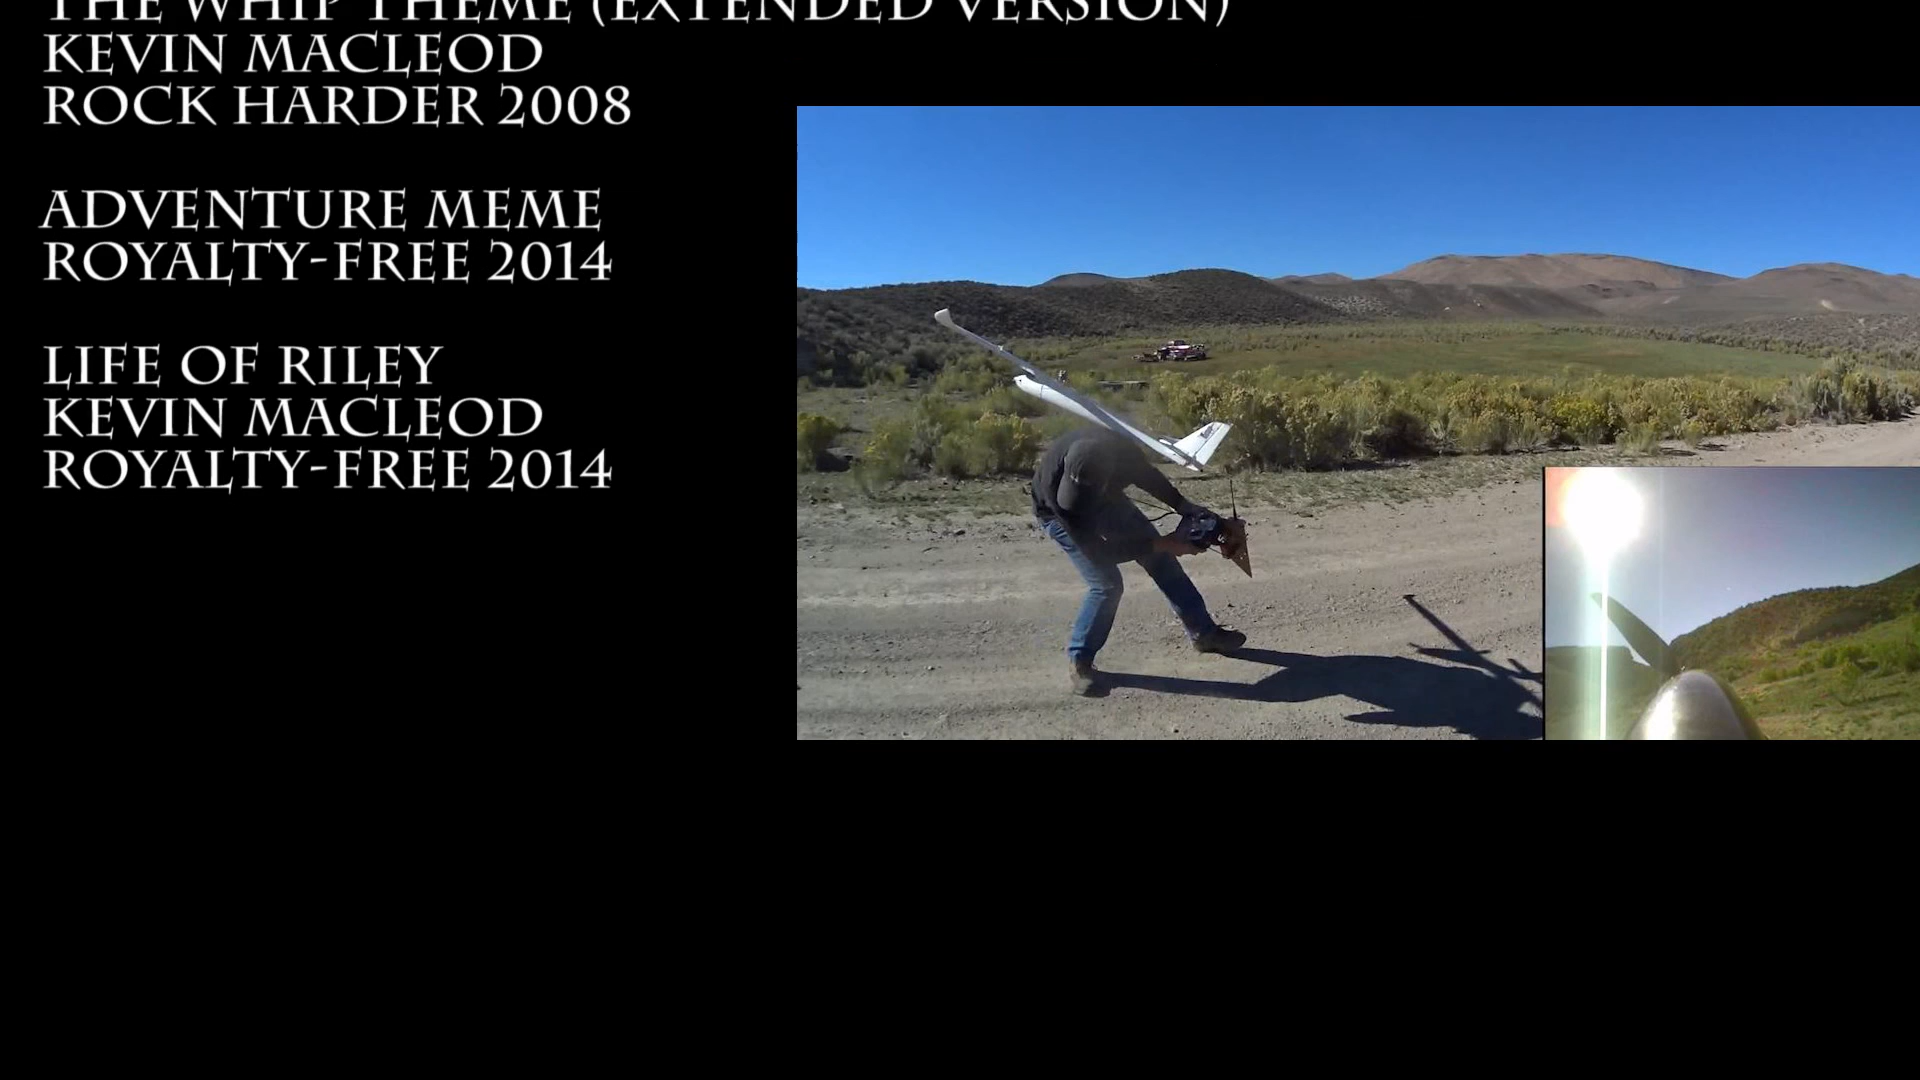 THE WHIP THEME (EXTENDED VERSION)
KEVIN MACLEOD
ROCK HARDER 2008
ADVENTURE MEME
ROYALTY-FREE 2014
LIFE OF RILEY
KEVIN MACLEOD
ROYALTY-FREE 2014